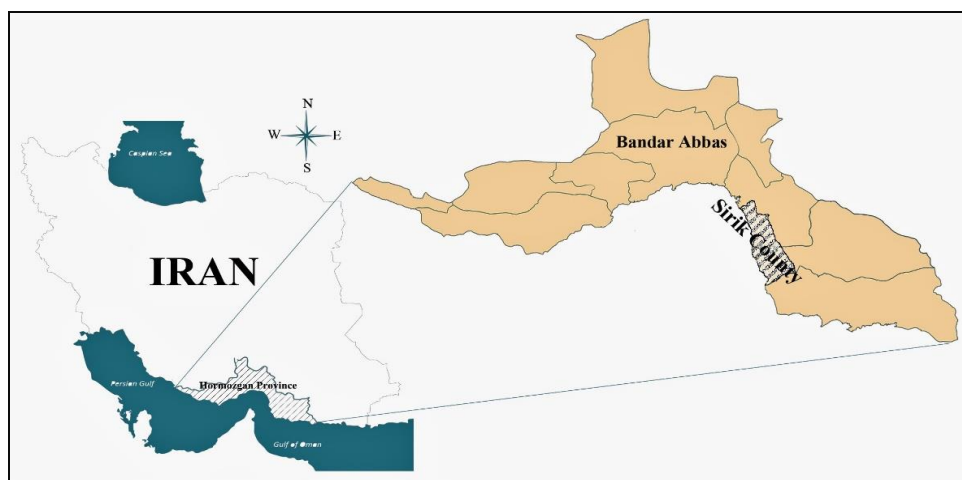 N
W E
S
Caspian Sea
IRAN
Persian Gulf
Hormozgan Province
Gulf of Oman
Bandar Abbas
Sirik County